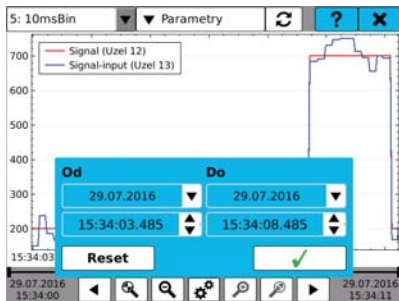 5: 10msBin
Parametry
?
Signal (Uzel 12)
Signal-input (Uzel 13)
700
600
500
400
300
200
Od
Do
29.07.2016
29.07.2016
15:34:03.485
15:34:08.485
15:34:03
Reset
29.07.2016
15:34:00
29.07.2016
15:34:11